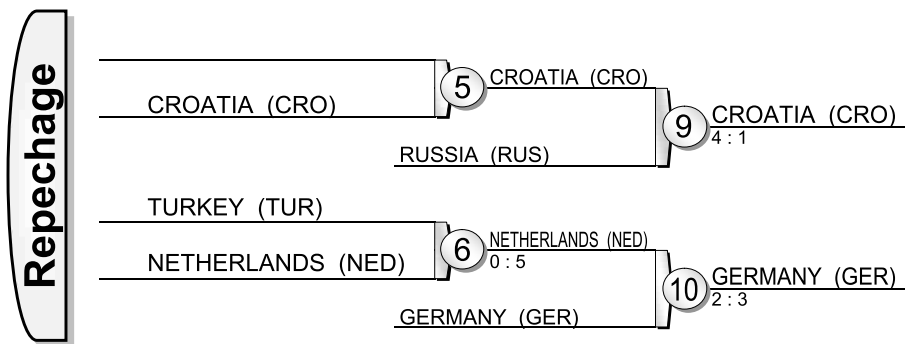 Repechage
CROATIA (CRO)
5
CROATIA (CRO)
RUSSIA (RUS)
9
CROATIA (CRO)
4 : 1
TURKEY (TUR)
NETHERLANDS (NED)
6
NETHERLANDS (NED)
0 : 5
GERMANY (GER)
10
GERMANY (GER)
2 : 3